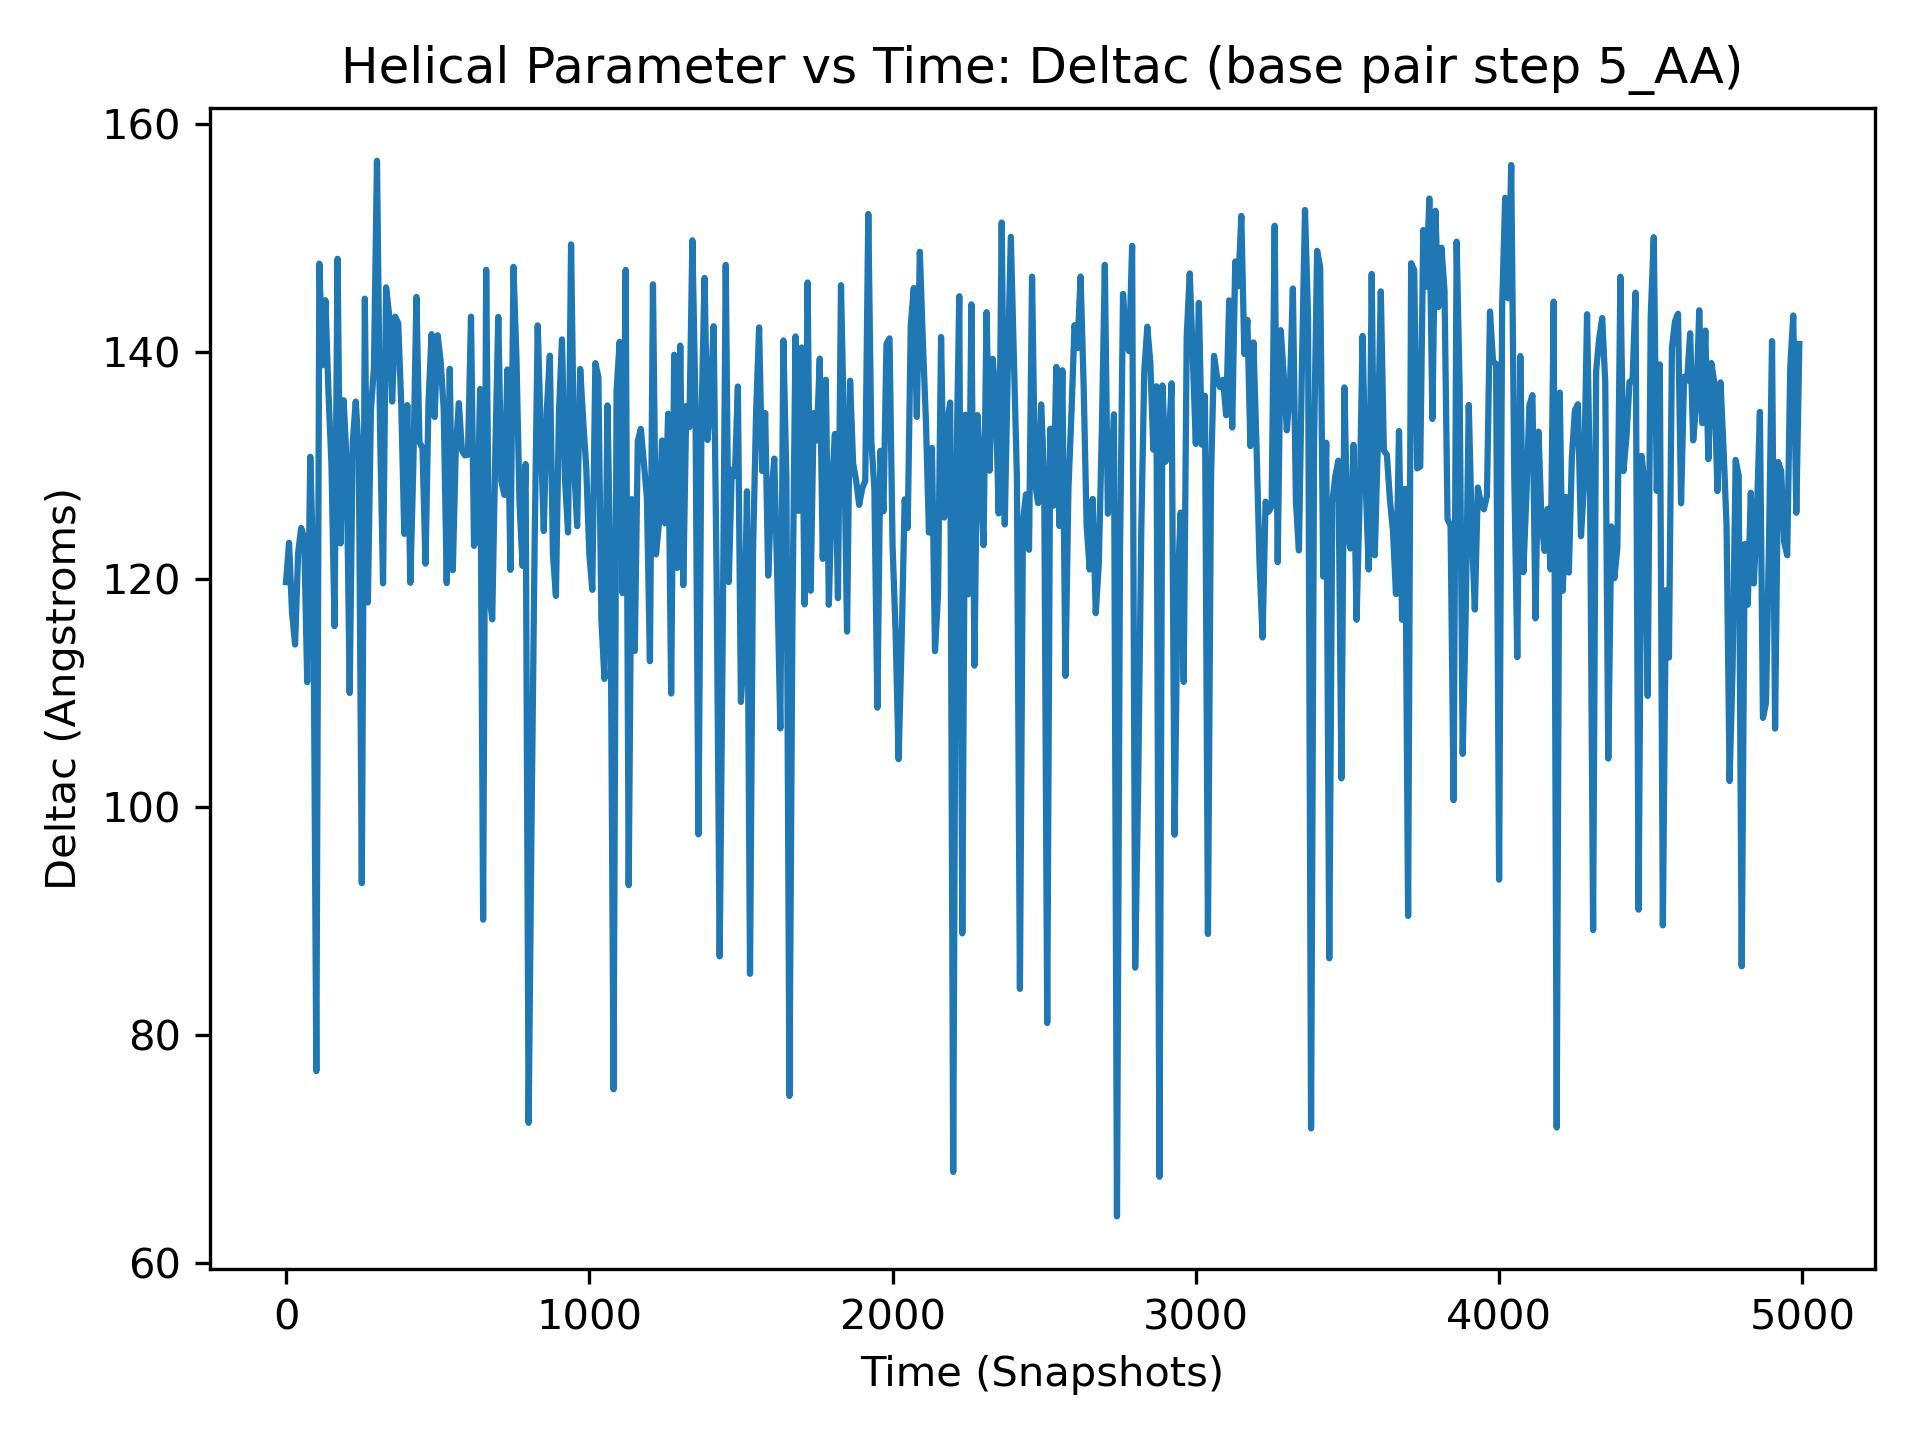 Helical Parameter vs Time: Deltac (base pair step 5_AA)
160
140
120
100
80
60
Deltac (Angstroms)
0 1000 2000 3000 4000 5000
Time (Snapshots)